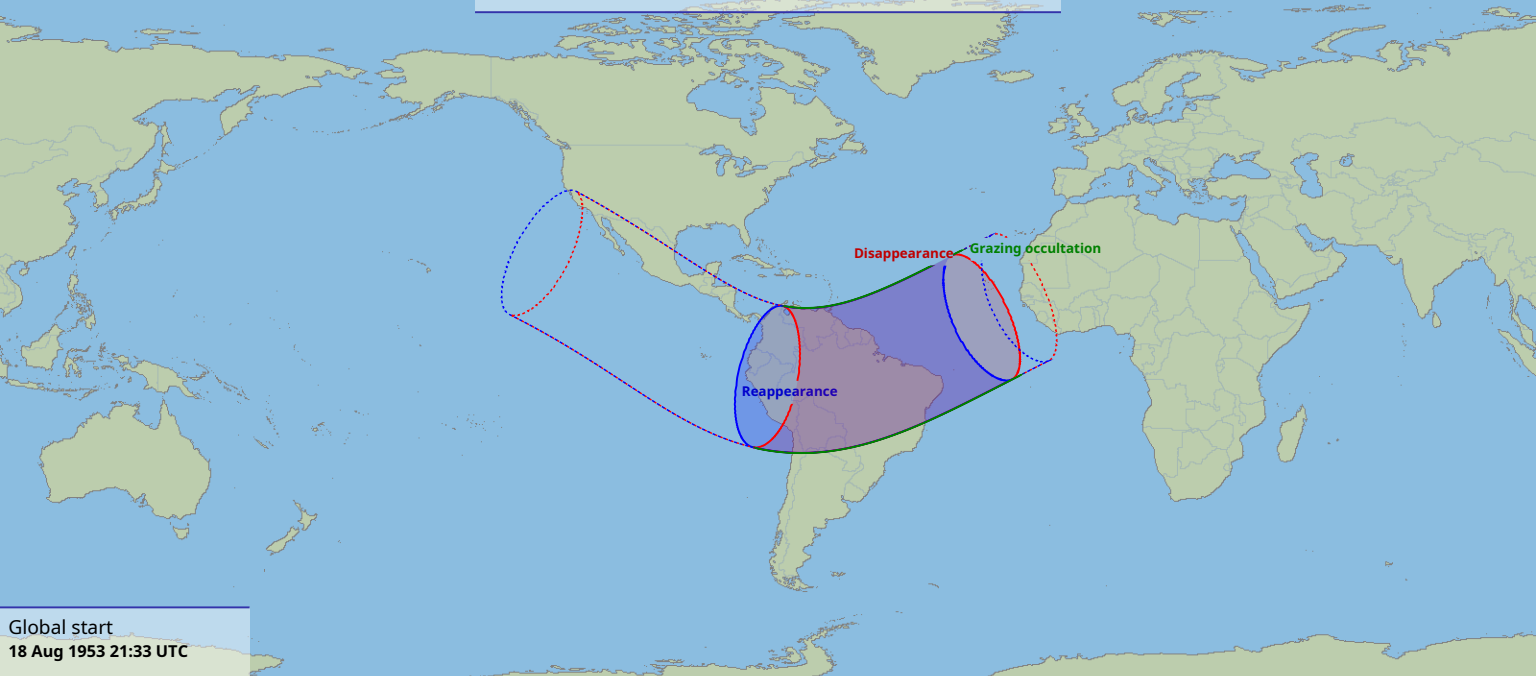 Disappearance
Grazing occultation
Reappearance
Global start
18 Aug 1953 21:33 UTC